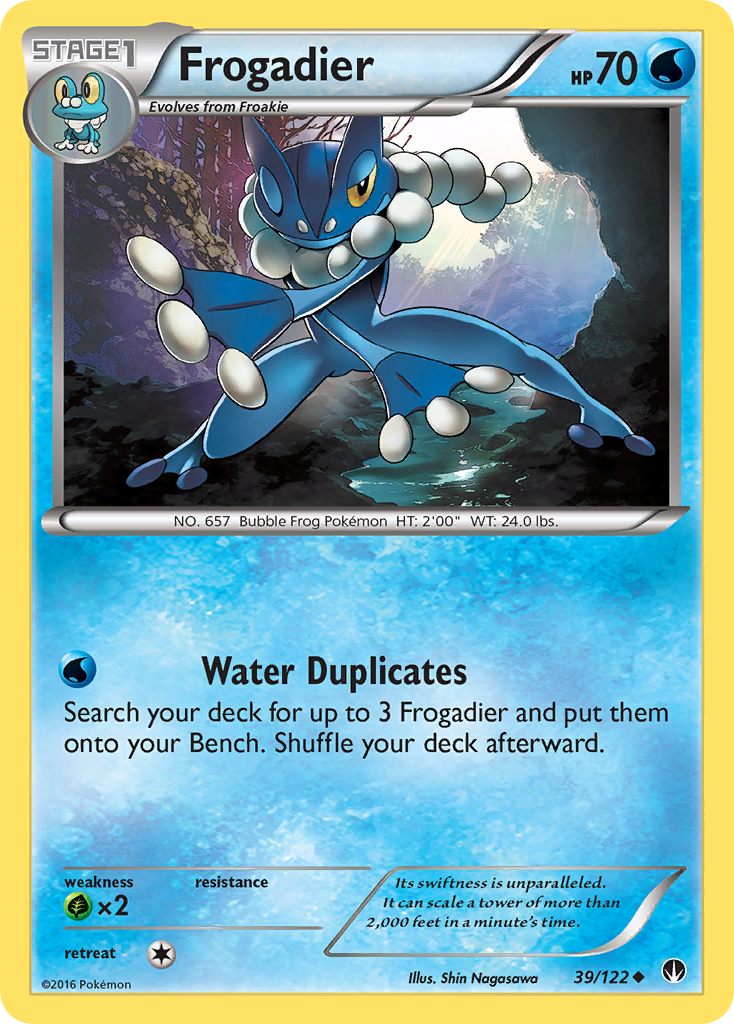 STAGE1
Frogadier
HP70
Evolves from Froakie
NO. 657 Bubble Frog Pokémon HT: 2'00" WT: 24.0 lbs.
Water Duplicates
Search your deck for up to 3 Frogadier and put them
onto your Bench. Shuffle your deck afterward.
weakness
resistance
×2
retreat
Its swiftness is unparalleled.
It can scale a tower of more than
2,000 feet in a minute's time.
©2016 Pokémon
Illus. Shin Nagasawa
39/122